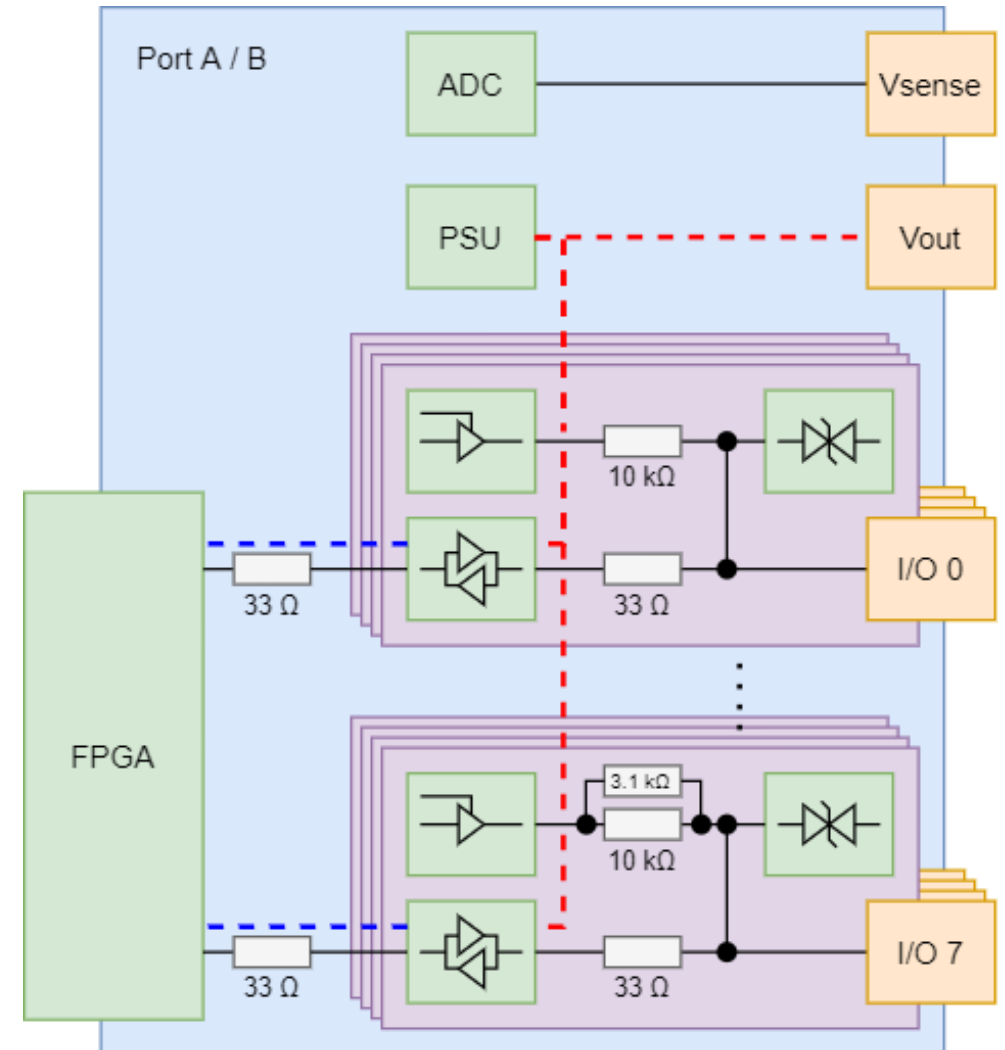 Port A / B
ADC
Vsense
PSU
Vout
10 kΩ
I/O 0
33 Ω
33 Ω
FPGA
3.1 kΩ
10 kΩ
I/O 7
33 Ω
33 Ω